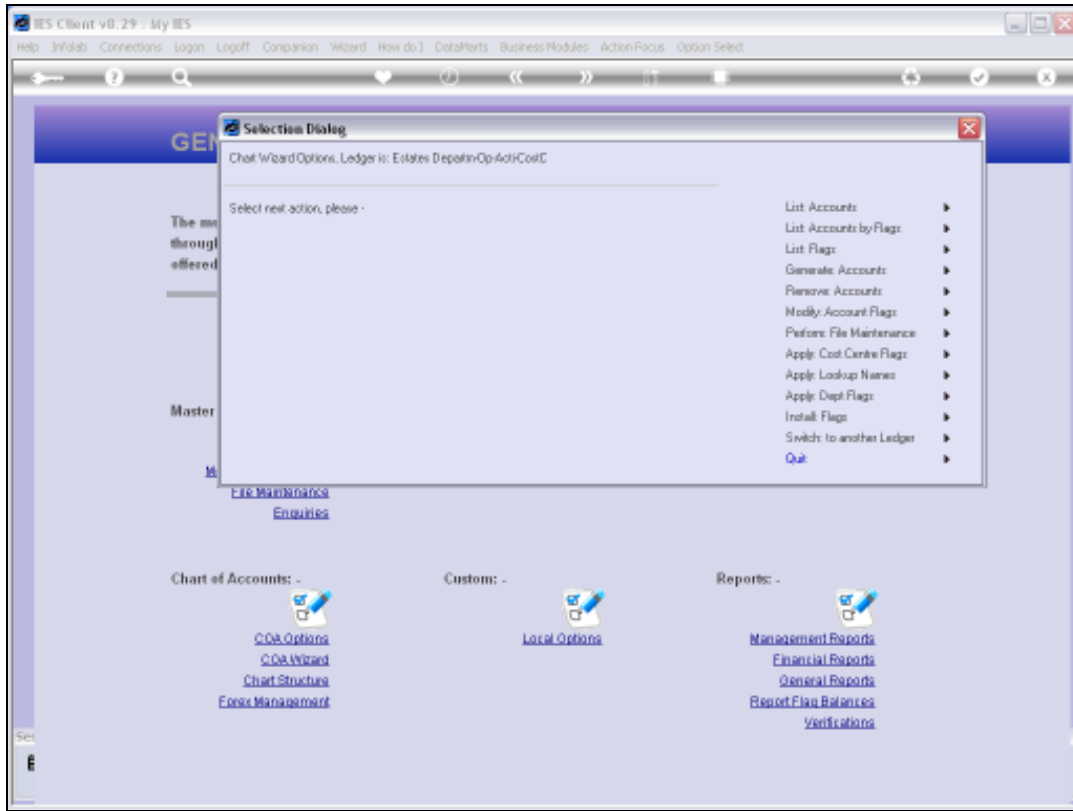 IES Client v0.29 : My IES
Help Infolab Connections Logon Logoff Companion Wizard How do I DataMarts Business Modules Action Focus Option Select
GEN
Selection Dialog
Chart Wizard Options, Ledger is: Estates Departm-Op-Acti-CostC
Select next action, please -
List: Accounts
List: Accounts by Flags
List: Flags
Generate: Accounts
Remove: Accounts
Modify: Account Flags
Perform: File Maintenance
Apply: Cost Centre Flags
Apply: Lookup Names
Apply: Dept Flags
Install: Flags
Switch: to another Ledger
Quit
The
through
offered
Master
M
File Maintenance
Enquiries
Chart of Accounts: -
COA Options
COA Wizard
Chart Structure
Forex Management
Custom: -
Local Options
Reports: -
Management Reports
Financial Reports
General Reports
Report Flag Balances
Verifications
Ses